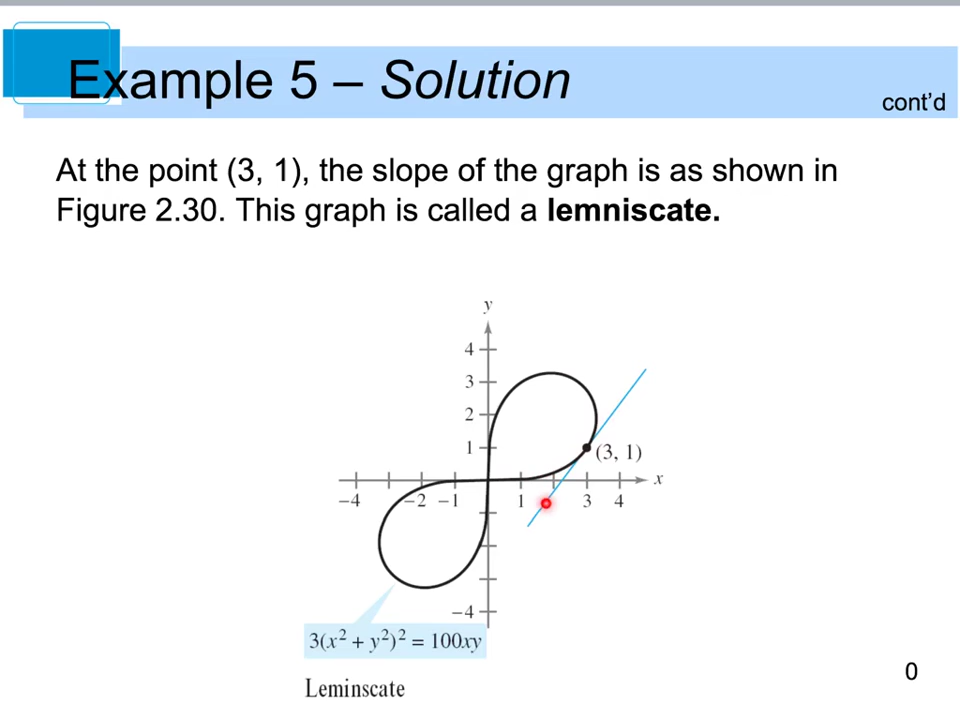 Example 5 – Solution
cont'd
At the point (3, 1), the slope of the graph is as shown in
Figure 2.30. This graph is called a lemniscate.
y
4
3
2
1
(3, 1)
x
−4 −2 −1 1 3 4
−4
3(x² + y²)² = 100xy
Leminscate
0